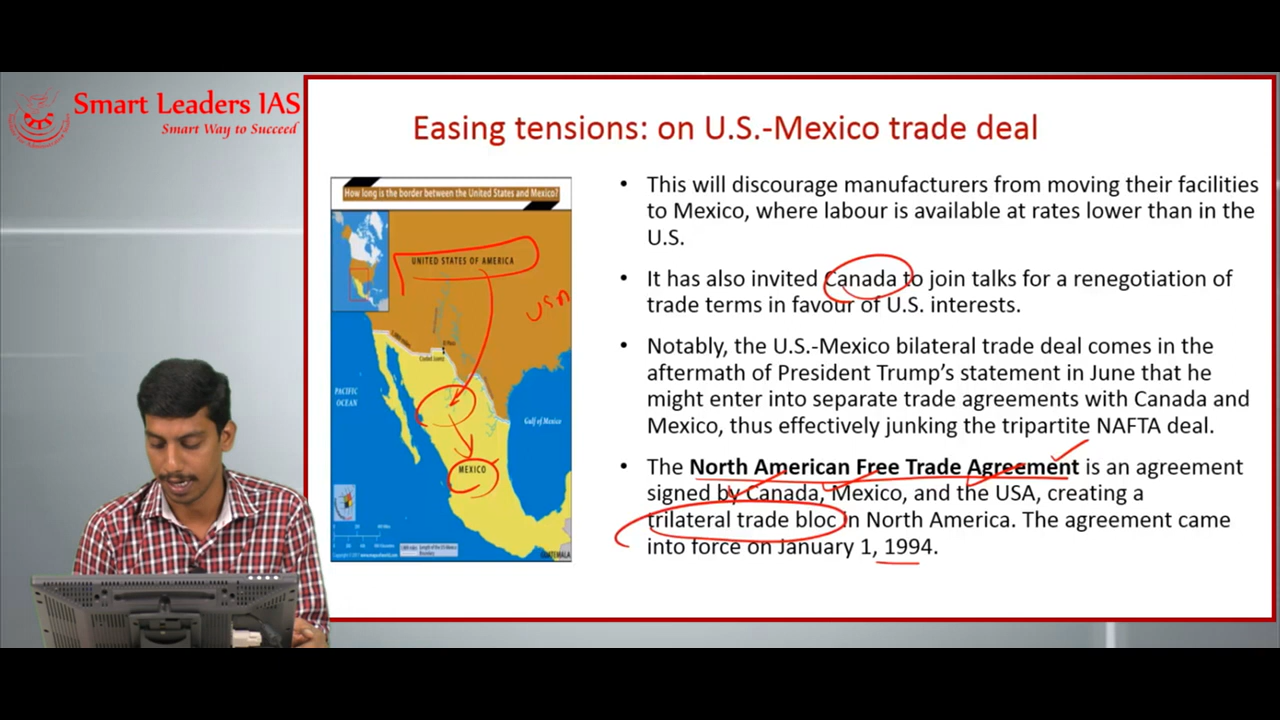 Smart Leaders IAS
Smart Way to Succeed
Easing tensions: on U.S.-Mexico trade deal
How long is the border between the United States and Mexico?
UNITED STATES OF AMERICA
USA
El Paso
Ciudad Juarez
PACIFIC
OCEAN
Gulf of Mexico
MEXICO
GUATEMALA
• This will discourage manufacturers from moving their facilities
to Mexico, where labour is available at rates lower than in the
U.S.
• It has also invited Canada to join talks for a renegotiation of
trade terms in favour of U.S. interests.
• Notably, the U.S.-Mexico bilateral trade deal comes in the
aftermath of President Trump's statement in June that he
might enter into separate trade agreements with Canada and
Mexico, thus effectively junking the tripartite NAFTA deal.
• The North American Free Trade Agreement is an agreement
signed by Canada, Mexico, and the USA, creating a
trilateral trade bloc in North America. The agreement came
into force on January 1, 1994.